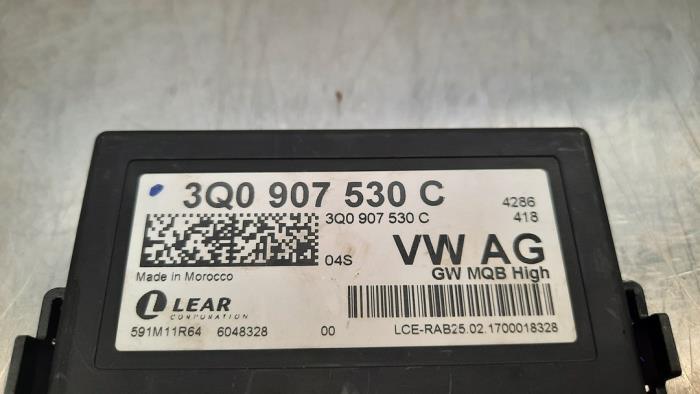 3Q0 907 530 C
4286
3Q0 907 530 C
418
04S
VW AG
GW MQB High
Made in Morocco
LEAR
CORPORATION
591M11R64 6048328 00 LCE-RAB25.02.1700018328